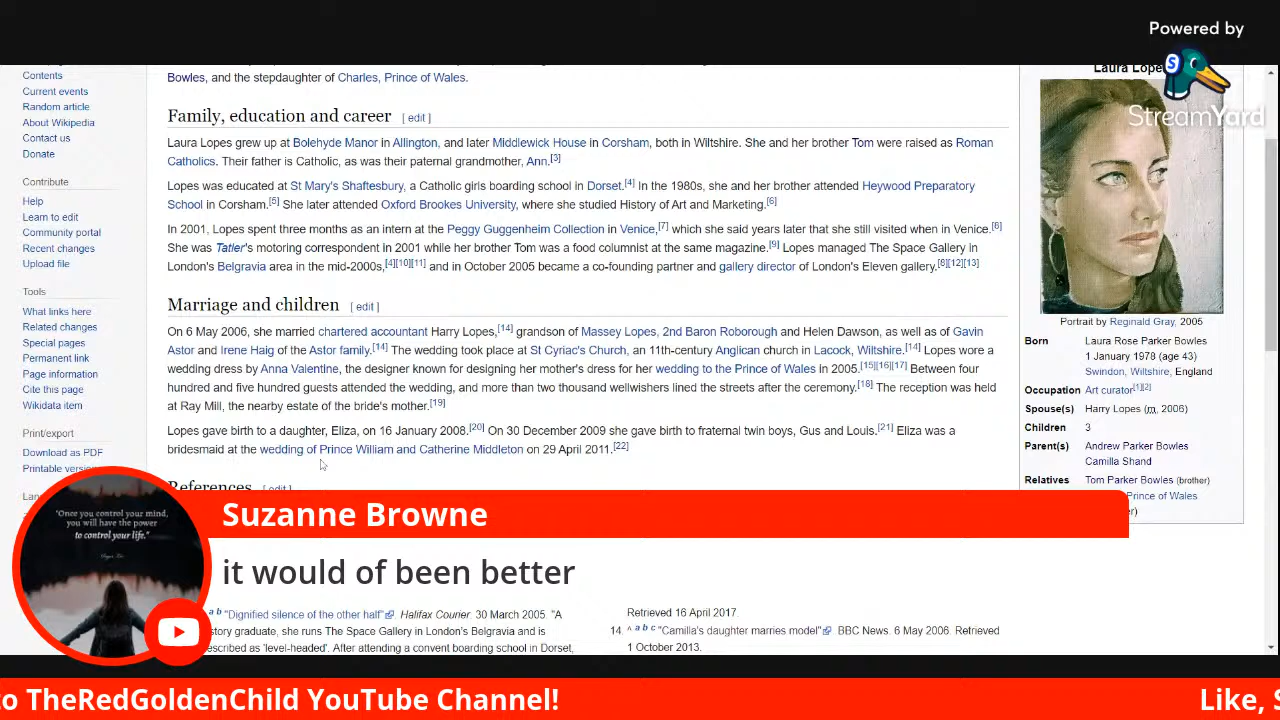 Powered by
StreamYard
Contents
Current events
Random article
About Wikipedia
Contact us
Donate
Contribute
Help
Learn to edit
Community portal
Recent changes
Upload file
Tools
What links here
Related changes
Special pages
Permanent link
Page information
Cite this page
Wikidata item
Print/export
Download as PDF
Printable version
Bowles, and the stepdaughter of Charles, Prince of Wales.
Family, education and career [ edit ]
Laura Lopes grew up at Bolehyde Manor in Allington, and later Middlewick House in Corsham, both in Wiltshire. She and her brother Tom were raised as Roman
Catholics. Their father is Catholic, as was their paternal grandmother, Ann.[3]
Lopes was educated at St Mary's Shaftesbury, a Catholic girls boarding school in Dorset.[4] In the 1980s, she and her brother attended Heywood Preparatory
School in Corsham.[5] She later attended Oxford Brookes University, where she studied History of Art and Marketing.[6]
In 2001, Lopes spent three months as an intern at the Peggy Guggenheim Collection in Venice,[7] which she said years later that she still visited when in Venice.[8]
She was Tatler's motoring correspondent in 2001 while her brother Tom was a food columnist at the same magazine.[9] Lopes managed The Space Gallery in
London's Belgravia area in the mid-2000s,[4][10][11] and in October 2005 became a co-founding partner and gallery director of London's Eleven gallery.[8][12][13]
Marriage and children [ edit ]
On 6 May 2006, she married chartered accountant Harry Lopes,[14] grandson of Massey Lopes, 2nd Baron Roborough and Helen Dawson, as well as of Gavin
Astor and Irene Haig of the Astor family.[14] The wedding took place at St Cyriac's Church, an 11th-century Anglican church in Lacock, Wiltshire.[14] Lopes wore a
wedding dress by Anna Valentine, the designer known for designing her mother's dress for her wedding to the Prince of Wales in 2005.[15][16][17] Between four
hundred and five hundred guests attended the wedding, and more than two thousand wellwishers lined the streets after the ceremony.[18] The reception was held
at Ray Mill, the nearby estate of the bride's mother.[19]
Lopes gave birth to a daughter, Eliza, on 16 January 2008.[20] On 30 December 2009 she gave birth to fraternal twin boys, Gus and Louis.[21] Eliza was a
bridesmaid at the wedding of Prince William and Catherine Middleton on 29 April 2011.[22]
References [ edit ]
Laura Lopes
Portrait by Reginald Gray, 2005
Born Laura Rose Parker Bowles
1 January 1978 (age 43)
Swindon, Wiltshire, England
Occupation Art curator[1][2]
Spouse(s) Harry Lopes (m. 2006)
Children 3
Parent(s) Andrew Parker Bowles
Camilla Shand
Relatives Tom Parker Bowles (brother)
Prince of Wales
"Once you control your mind,
you will have the power
to control your life."
Suzanne Browne
it would of been better
a b "Dignified silence of the other half" Halifax Courier. 30 March 2005. "A
story graduate, she runs The Space Gallery in London's Belgravia and is
escribed as 'level-headed'. After attending a convent boarding school in Dorset,
Retrieved 16 April 2017.
14. ^ a b c "Camilla's daughter marries model" BBC News. 6 May 2006. Retrieved
1 October 2013.
to TheRedGoldenChild YouTube Channel!
Like, S